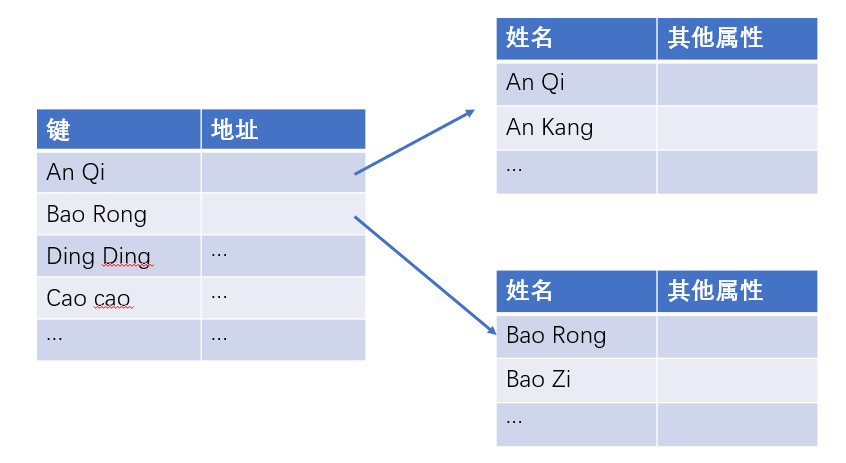 键 地址
An Qi
Bao Rong
Ding Ding ...
Cao cao ...
... ...
姓名 其他属性
An Qi
An Kang
...
姓名 其他属性
Bao Rong
Bao Zi
...